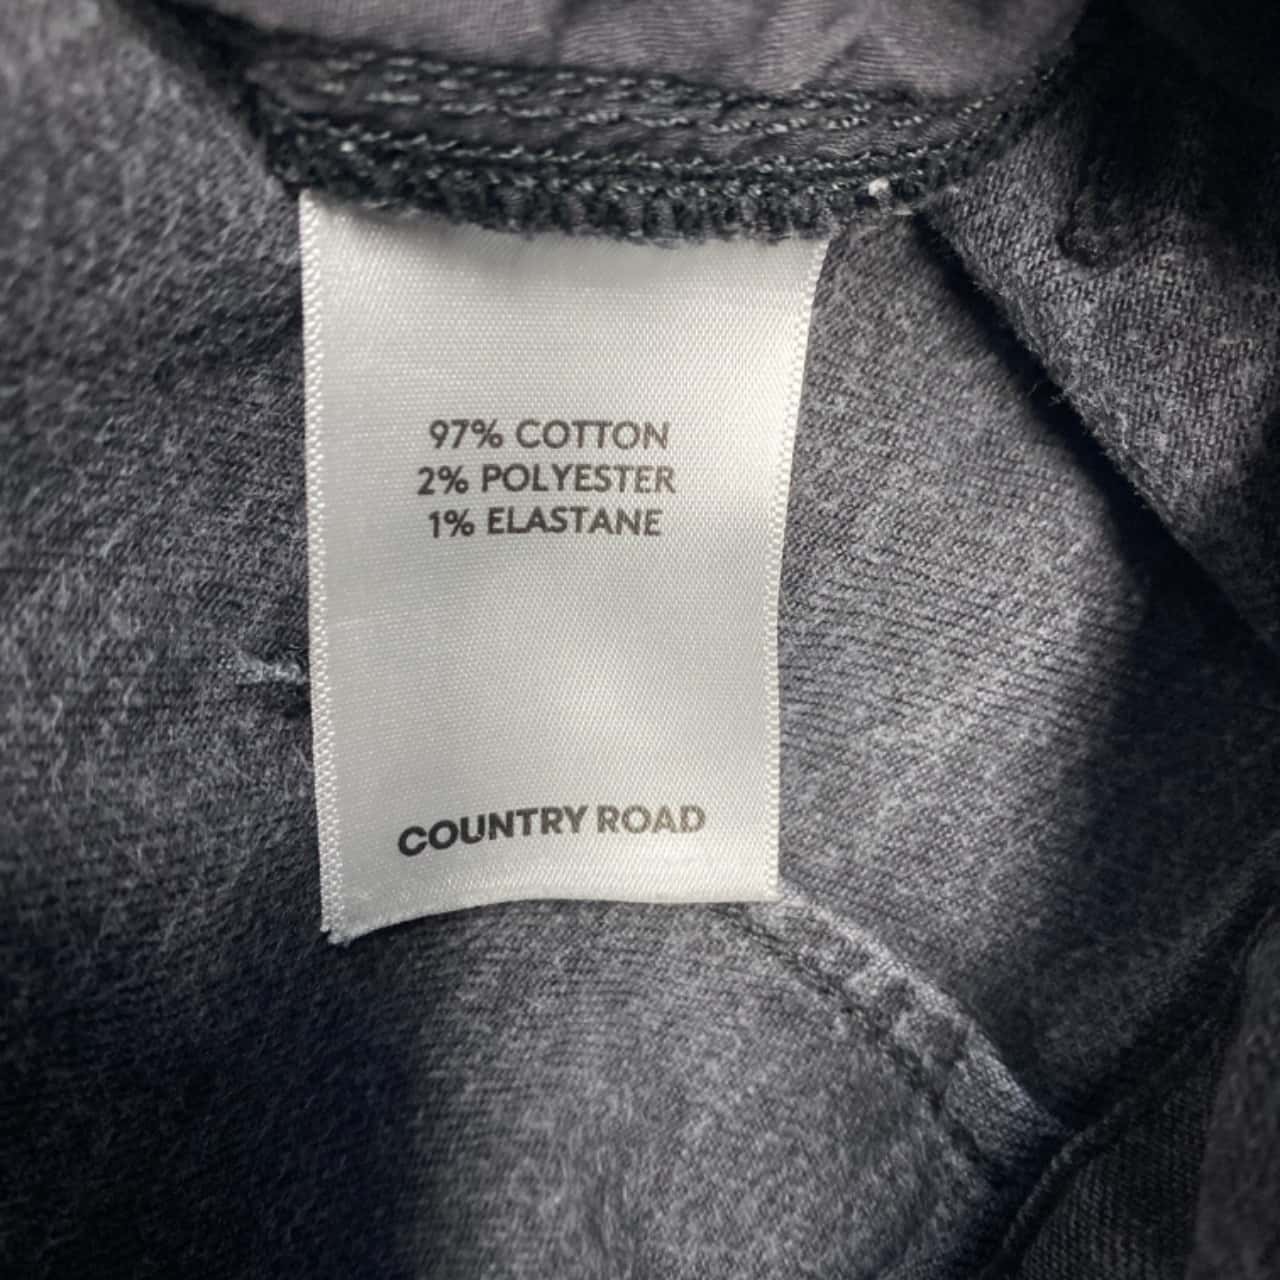 97% COTTON
2% POLYESTER
1% ELASTANE
COUNTRY ROAD